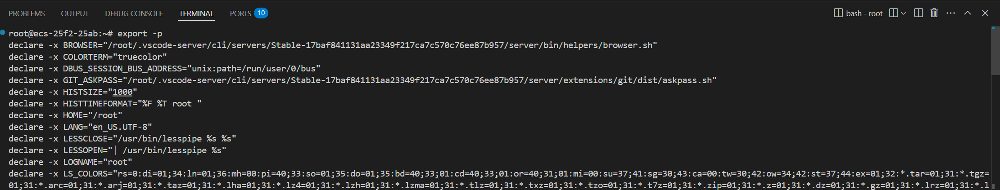 PROBLEMS OUTPUT DEBUG CONSOLE TERMINAL PORTS 10 bash - root
root@ecs-25f2-25ab:~# export -p
declare -x BROWSER="/root/.vscode-server/cli/servers/Stable-17baf841131aa23349f217ca7c570c76ee87b957/server/bin/helpers/browser.sh"
declare -x COLORTERM="truecolor"
declare -x DBUS_SESSION_BUS_ADDRESS="unix:path=/run/user/0/bus"
declare -x GIT_ASKPASS="/root/.vscode-server/cli/servers/Stable-17baf841131aa23349f217ca7c570c76ee87b957/server/extensions/git/dist/askpass.sh"
declare -x HISTSIZE="1000"
declare -x HISTTIMEFORMAT="%F %T root "
declare -x HOME="/root"
declare -x LANG="en_US.UTF-8"
declare -x LESSCLOSE="/usr/bin/lesspipe %s %s"
declare -x LESSOPEN="| /usr/bin/lesspipe %s"
declare -x LOGNAME="root"
declare -x LS_COLORS="rs=0:di=01;34:ln=01;36:mh=00:pi=40;33:so=01;35:do=01;35:bd=40;33;01:cd=40;33;01:or=40;31;01:mi=00:su=37;41:sg=30;43:ca=00:tw=30;42:ow=34;42:st=37;44:ex=01;32:*.tar=01;31:*.tgz=
01;31:*.arc=01;31:*.arj=01;31:*.taz=01;31:*.lha=01;31:*.lz4=01;31:*.lzh=01;31:*.lzma=01;31:*.tlz=01;31:*.txz=01;31:*.tzo=01;31:*.t7z=01;31:*.zip=01;31:*.z=01;31:*.dz=01;31:*.gz=01;31:*.lrz=01;31:*.l